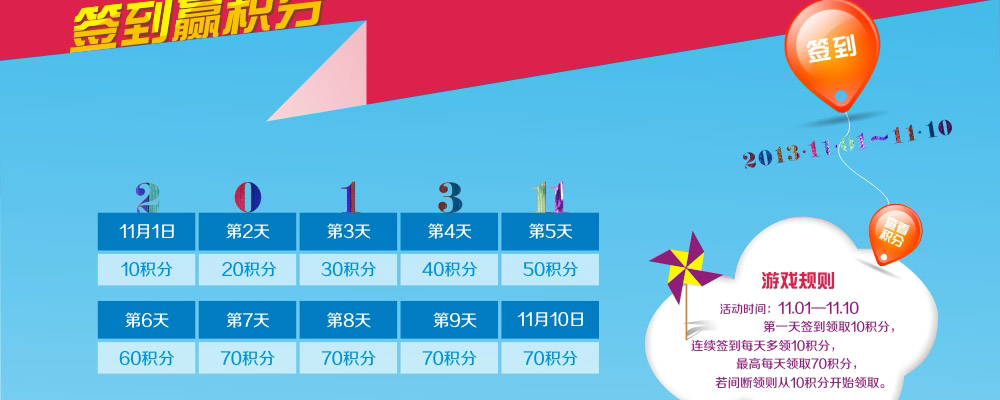 签到赢积分
签到
2013·11·01～11·10
2 0 1 3 11
11月1日 第2天 第3天 第4天 第5天
10积分 20积分 30积分 40积分 50积分
第6天 第7天 第8天 第9天 11月10日
60积分 70积分 70积分 70积分 70积分
查看
积分
游戏规则
活动时间：11.01—11.10
第一天签到领取10积分，
连续签到每天多领10积分，
最高每天领取70积分，
若间断领则从10积分开始领取。